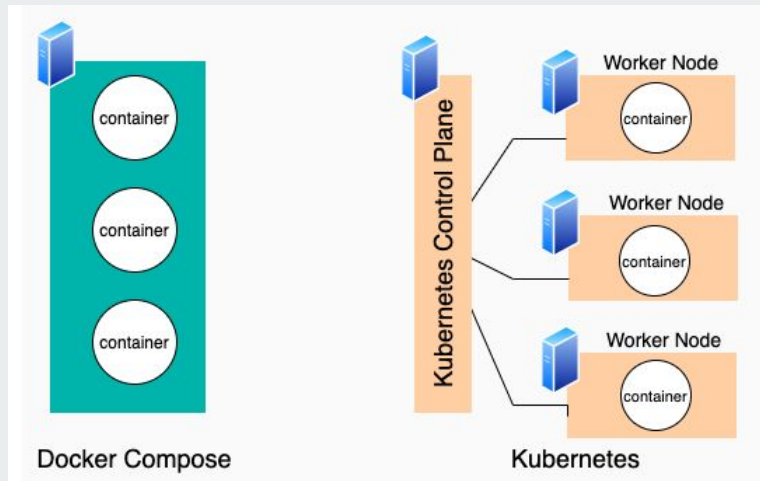 container
container
container
Docker Compose
Kubernetes Control Plane
Worker Node
container
Worker Node
container
Worker Node
container
Kubernetes